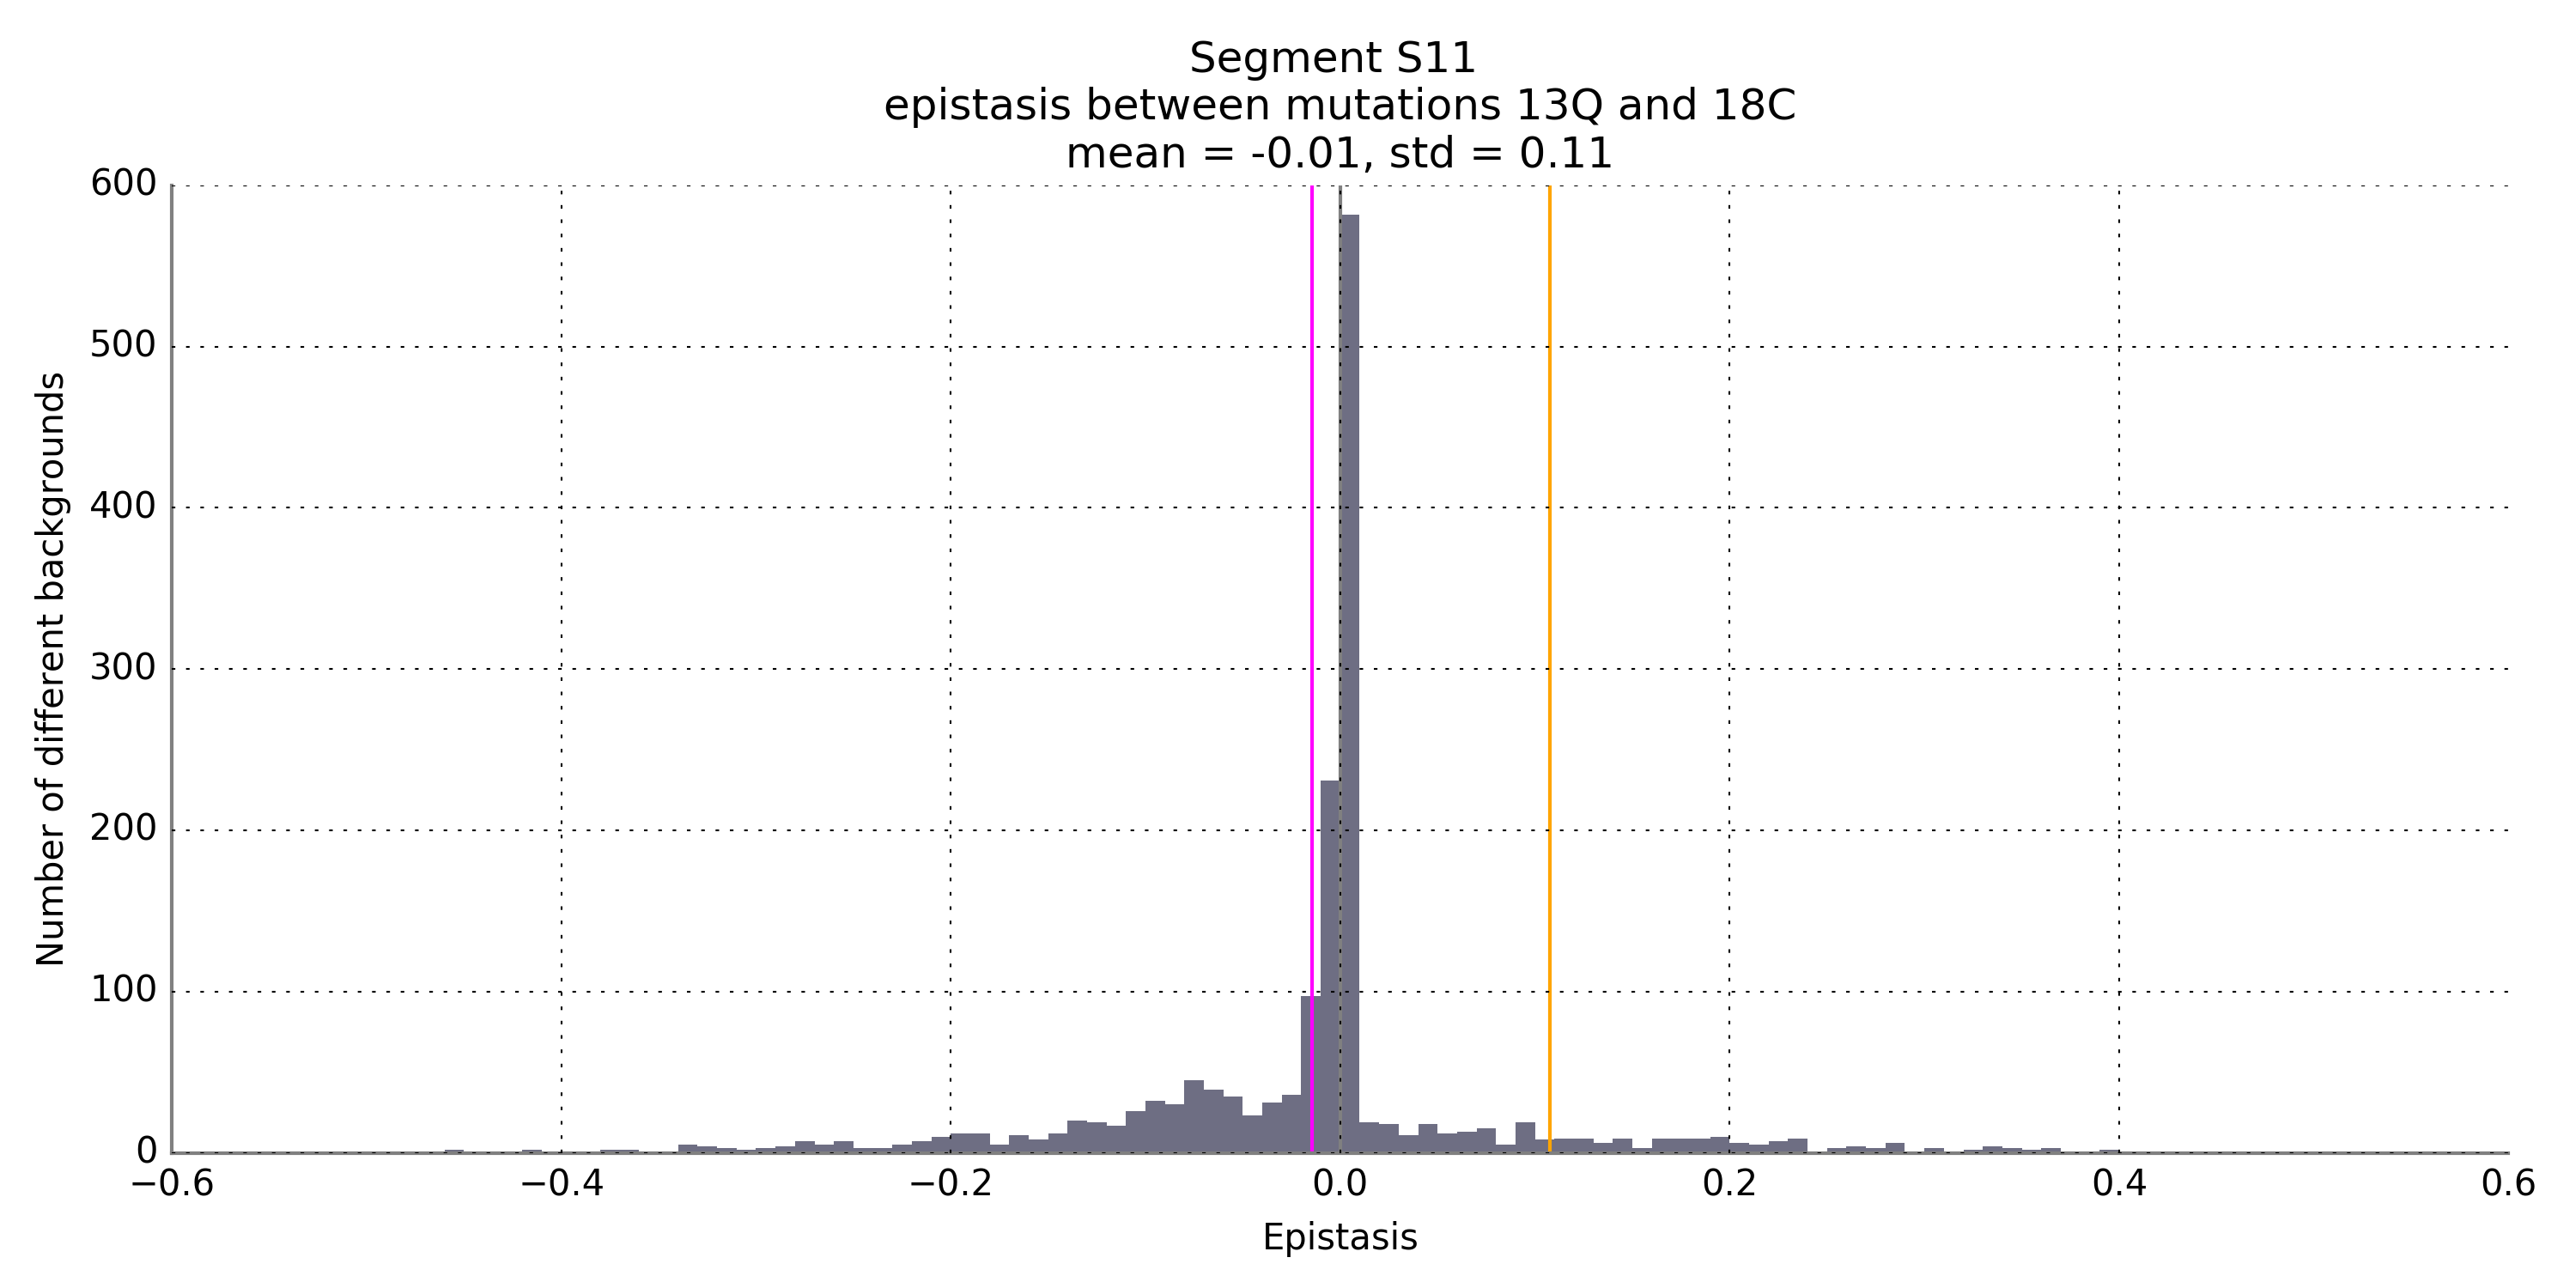 Segment S11
epistasis between mutations 13Q and 18C
mean = -0.01, std = 0.11
600
500
400
300
200
100
0
Number of different backgrounds
−0.6 −0.4 −0.2 0.0 0.2 0.4 0.6
Epistasis